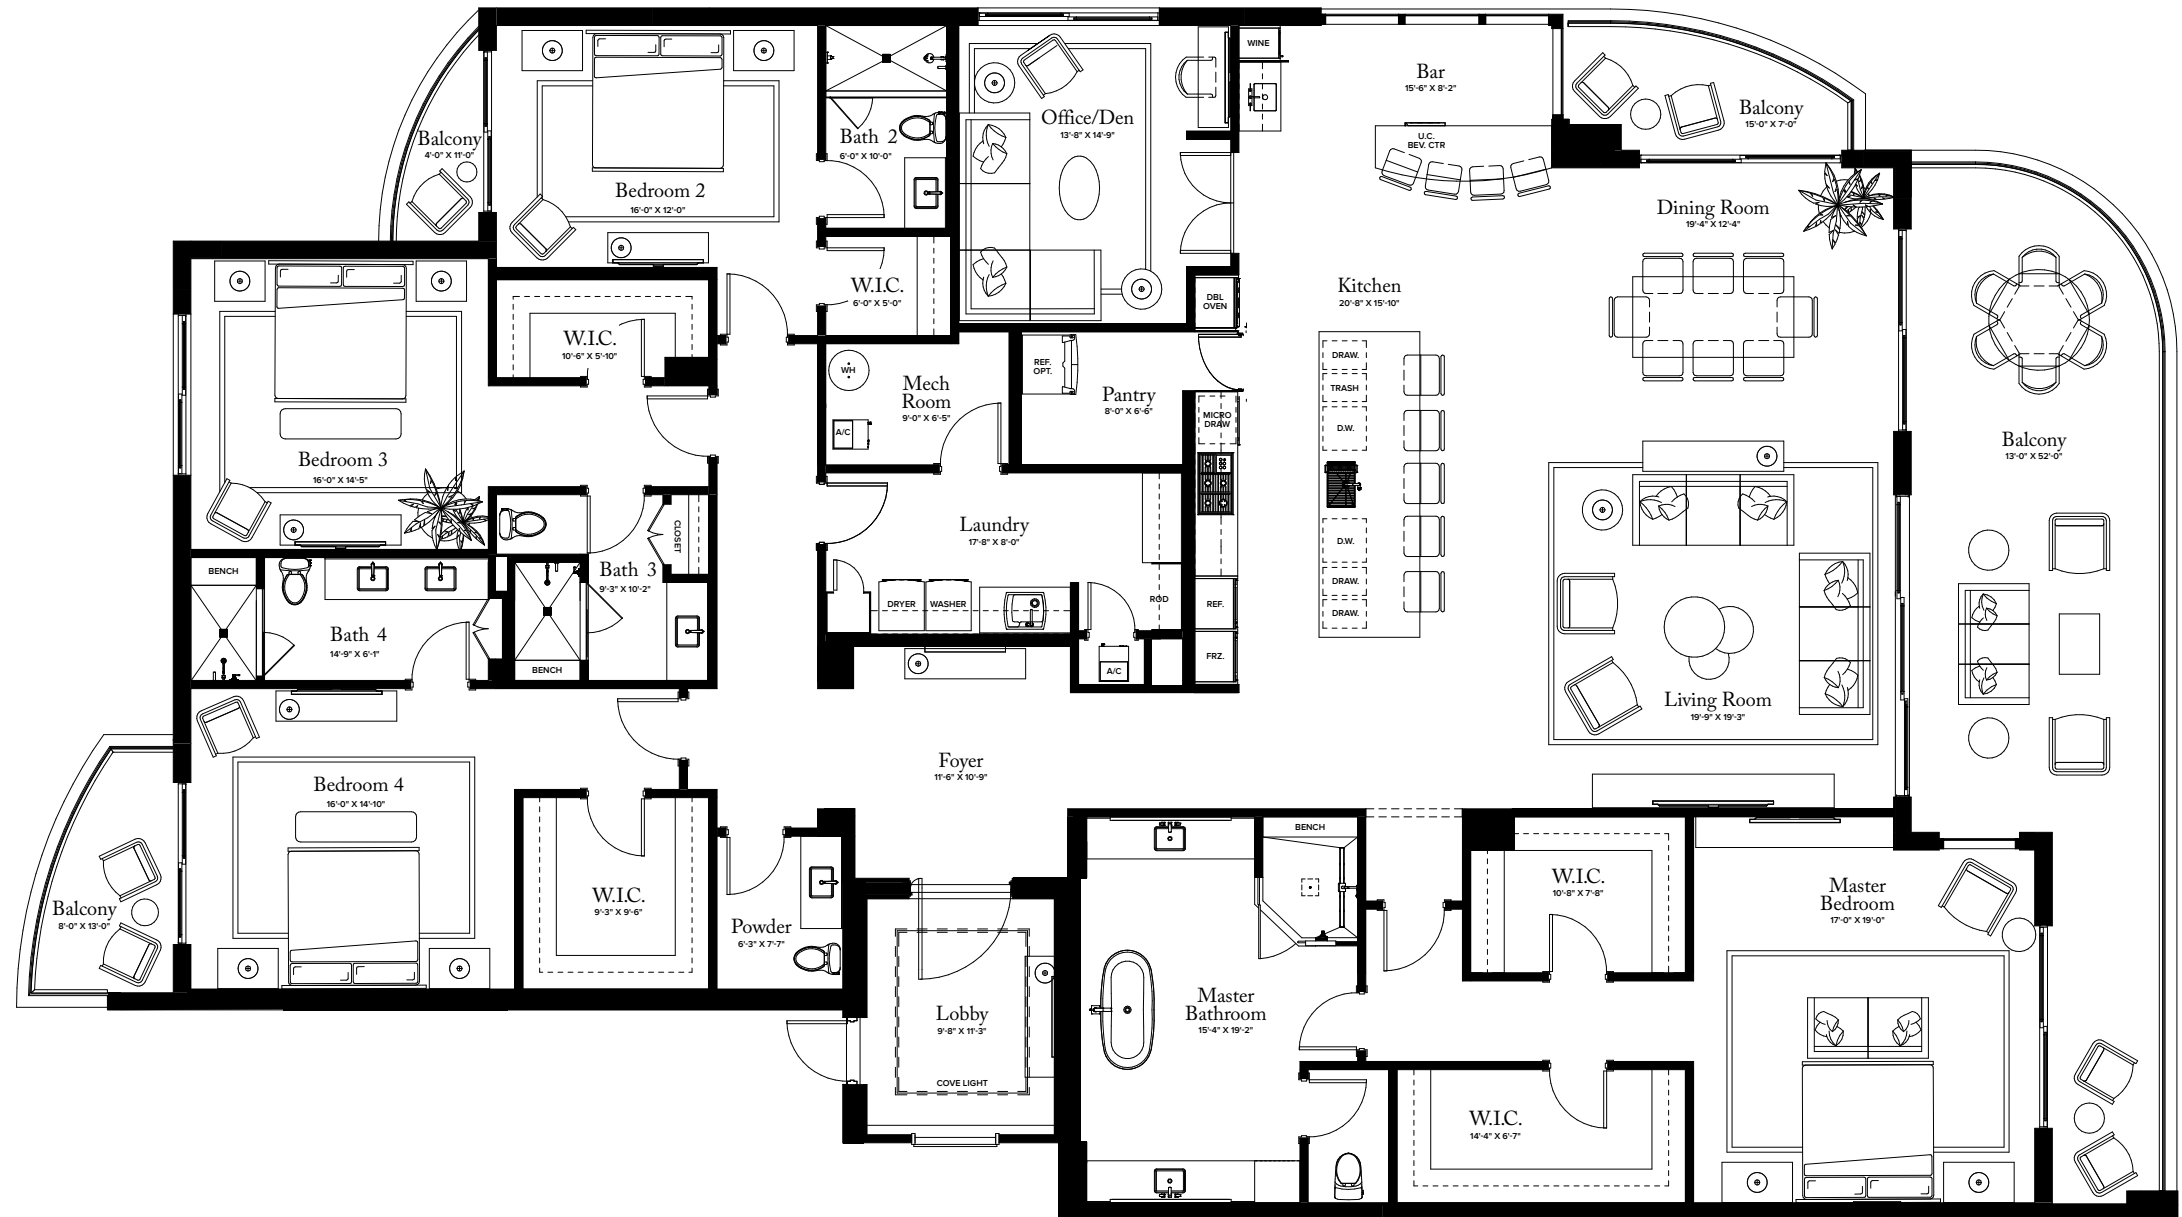 WINE
Bar
15'-6" X 8'-2"
U.C.
BEV. CTR
Balcony
15'-0" X 7'-0"
Office/Den
13'-8" X 14'-9"
Bath 2
6'-0" X 10'-0"
Balcony
4'-0" X 11'-0"
Bedroom 2
16'-0" X 12'-0"
Dining Room
19'-4" X 12'-4"
W.I.C.
6'-0" X 5'-0"
Kitchen
20'-8" X 15'-10"
DBL
OVEN
W.I.C.
10'-6" X 5'-10"
WH
Mech
Room
9'-0" X 6'-5"
A/C
REF.
OPT.
Pantry
8'-0" X 6'-6"
MICRO
DRAW
DRAW.
TRASH
D.W.
D.W.
DRAW.
DRAW.
Balcony
13'-0" X 52'-0"
Bedroom 3
16'-0" X 14'-5"
CLOSET
Laundry
17'-8" X 8'-0"
DRYER
WASHER
ROD
A/C
REF.
FRZ.
BENCH
Bath 3
9'-3" X 10'-2"
BENCH
Bath 4
14'-9" X 6'-1"
Living Room
19'-9" X 19'-3"
Foyer
11'-6" X 10'-9"
Bedroom 4
16'-0" X 14'-10"
Balcony
8'-0" X 13'-0"
W.I.C.
9'-3" X 9'-6"
Powder
6'-3" X 7'-7"
BENCH
W.I.C.
10'-8" X 7'-8"
Master
Bedroom
17'-0" X 19'-0"
Lobby
9'-8" X 11'-3"
COVE LIGHT
Master
Bathroom
15'-4" X 19'-2"
W.I.C.
14'-4" X 6'-7"